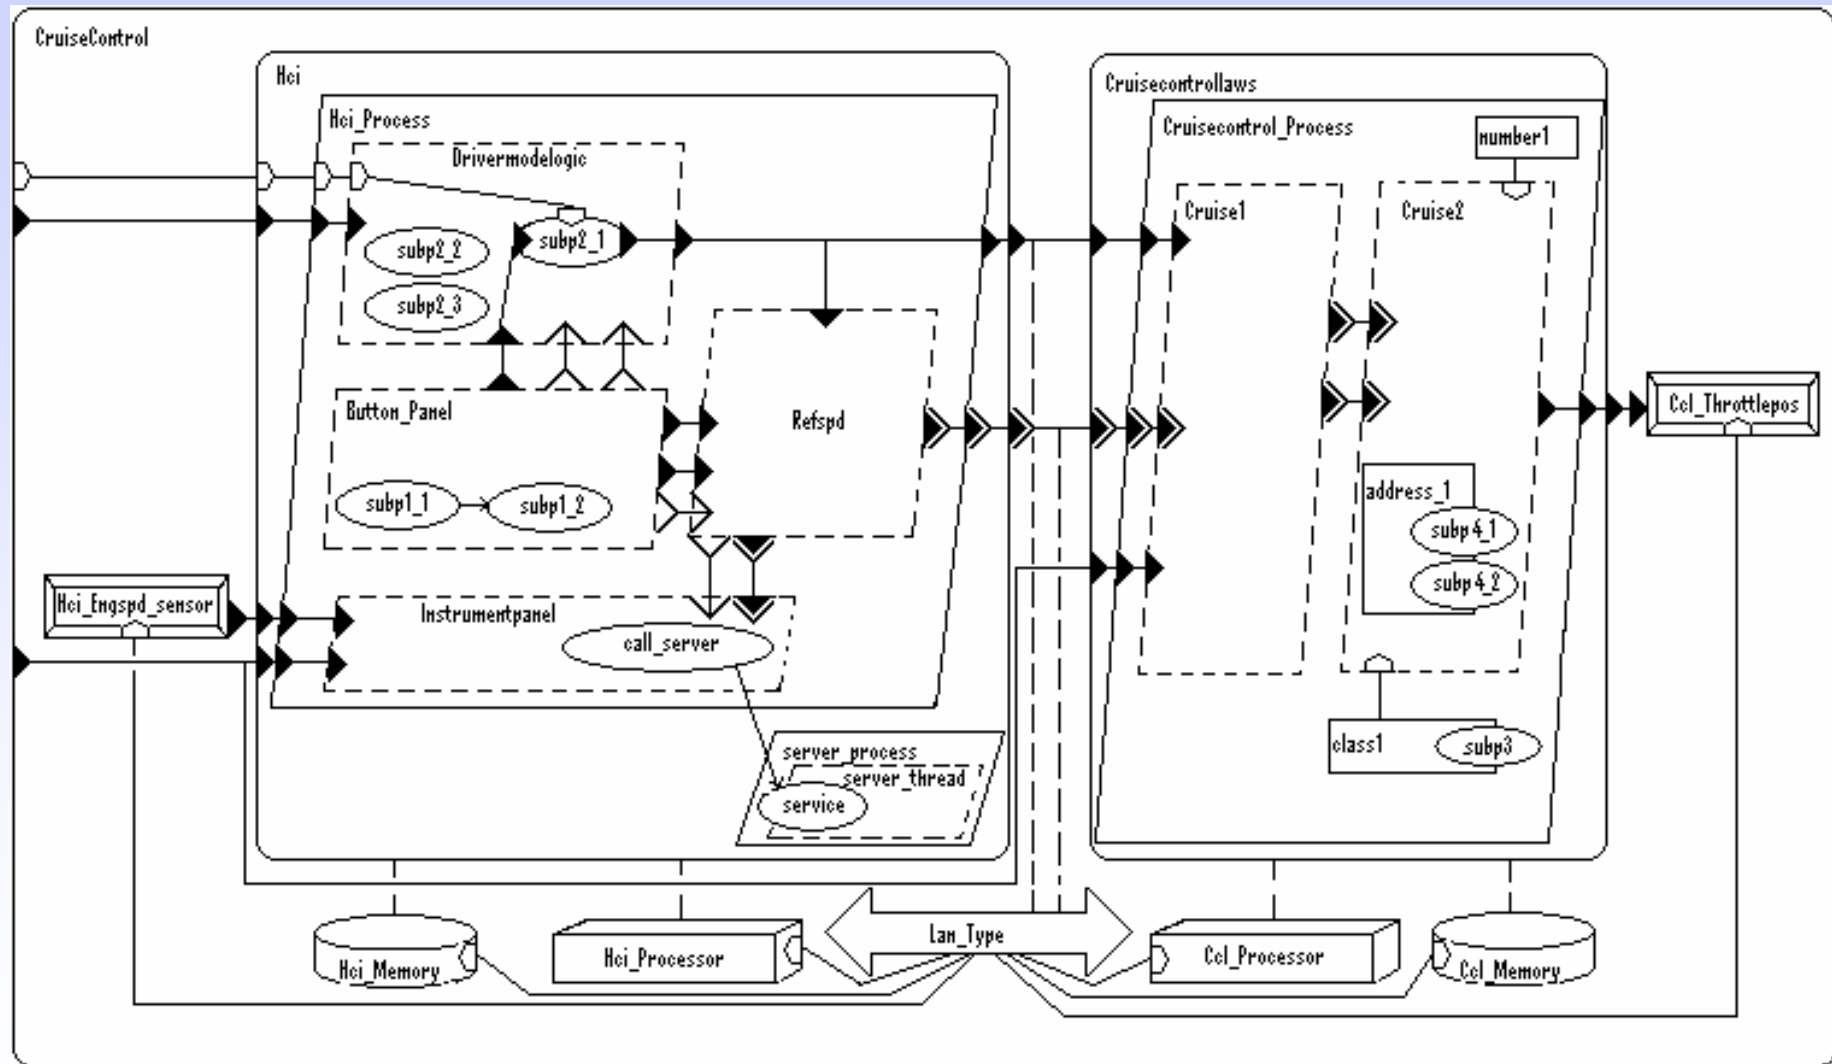 CruiseControl
Hci
Hci_Process
Drivermodelogic
subp2_1
subp2_2
subp2_3
Button_Panel
subp1_1
subp1_2
Refspd
Hci_Engspd_sensor
Instrumentpanel
call_server
server_process
server_thread
service
Cruisecontrollaws
Cruisecontrol_Process
number1
Cruise1
Cruise2
address_1
subp4_1
subp4_2
class1
subp3
Ccl_Throttlepos
Hci_Memory
Hci_Processor
Lan_Type
Ccl_Processor
Ccl_Memory